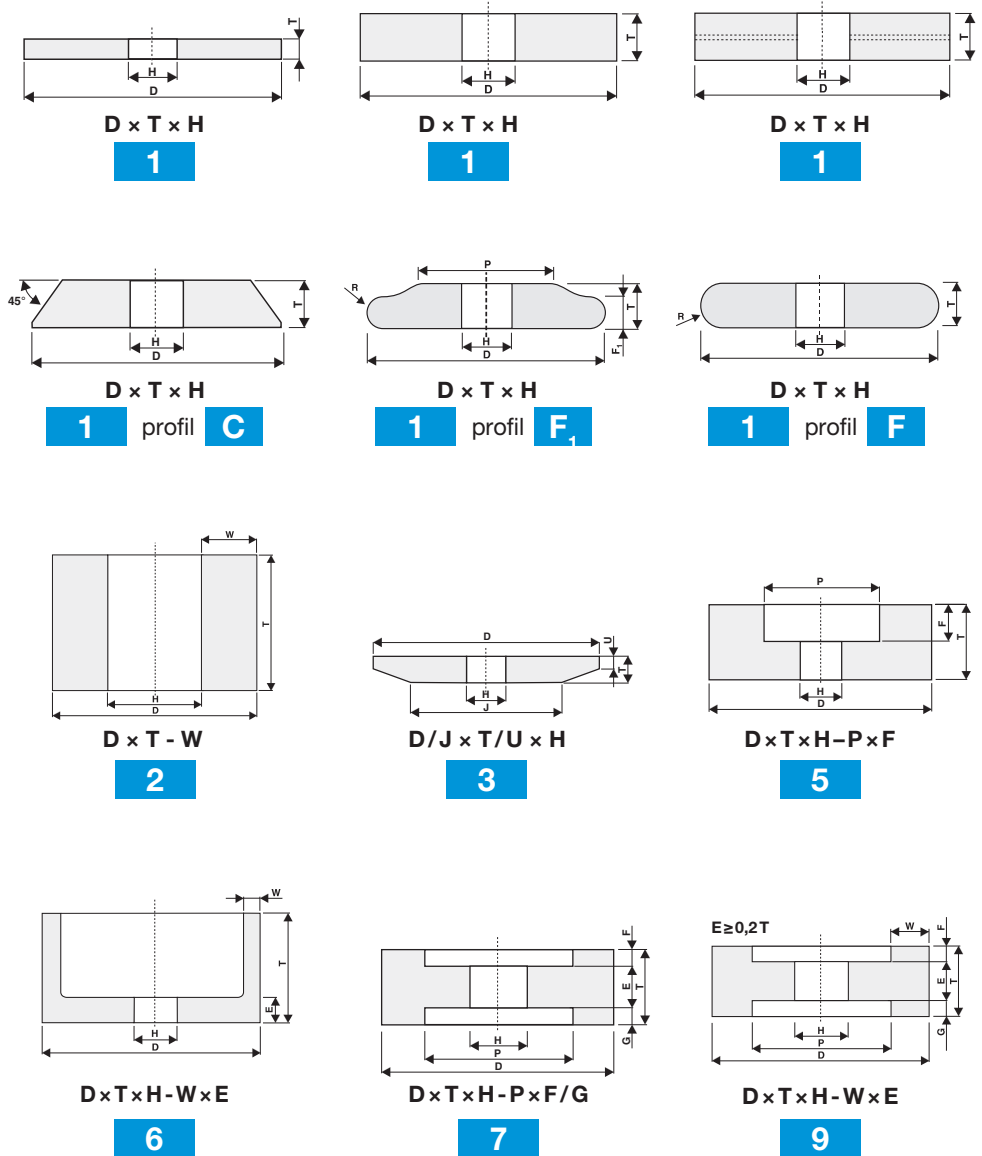 T
H
D
D × T × H
1
T
H
D
D × T × H
1
T
H
D
D × T × H
1
45°
T
H
D
D × T × H
1 profil C
P
R
T
H
D
F₁
D × T × H
1 profil F₁
R
T
H
D
D × T × H
1 profil F
W
T
H
D
D × T - W
2
D
U
T
H
J
D/J × T/U × H
3
P
F
T
H
D
D×T×H–P×F
5
W
T
E
H
D
D×T×H-W×E
6
F
E
T
G
H
P
D
D×T×H-P×F/G
7
E≥0,2T
W
F
E
T
G
H
P
D
D×T×H-W×E
9